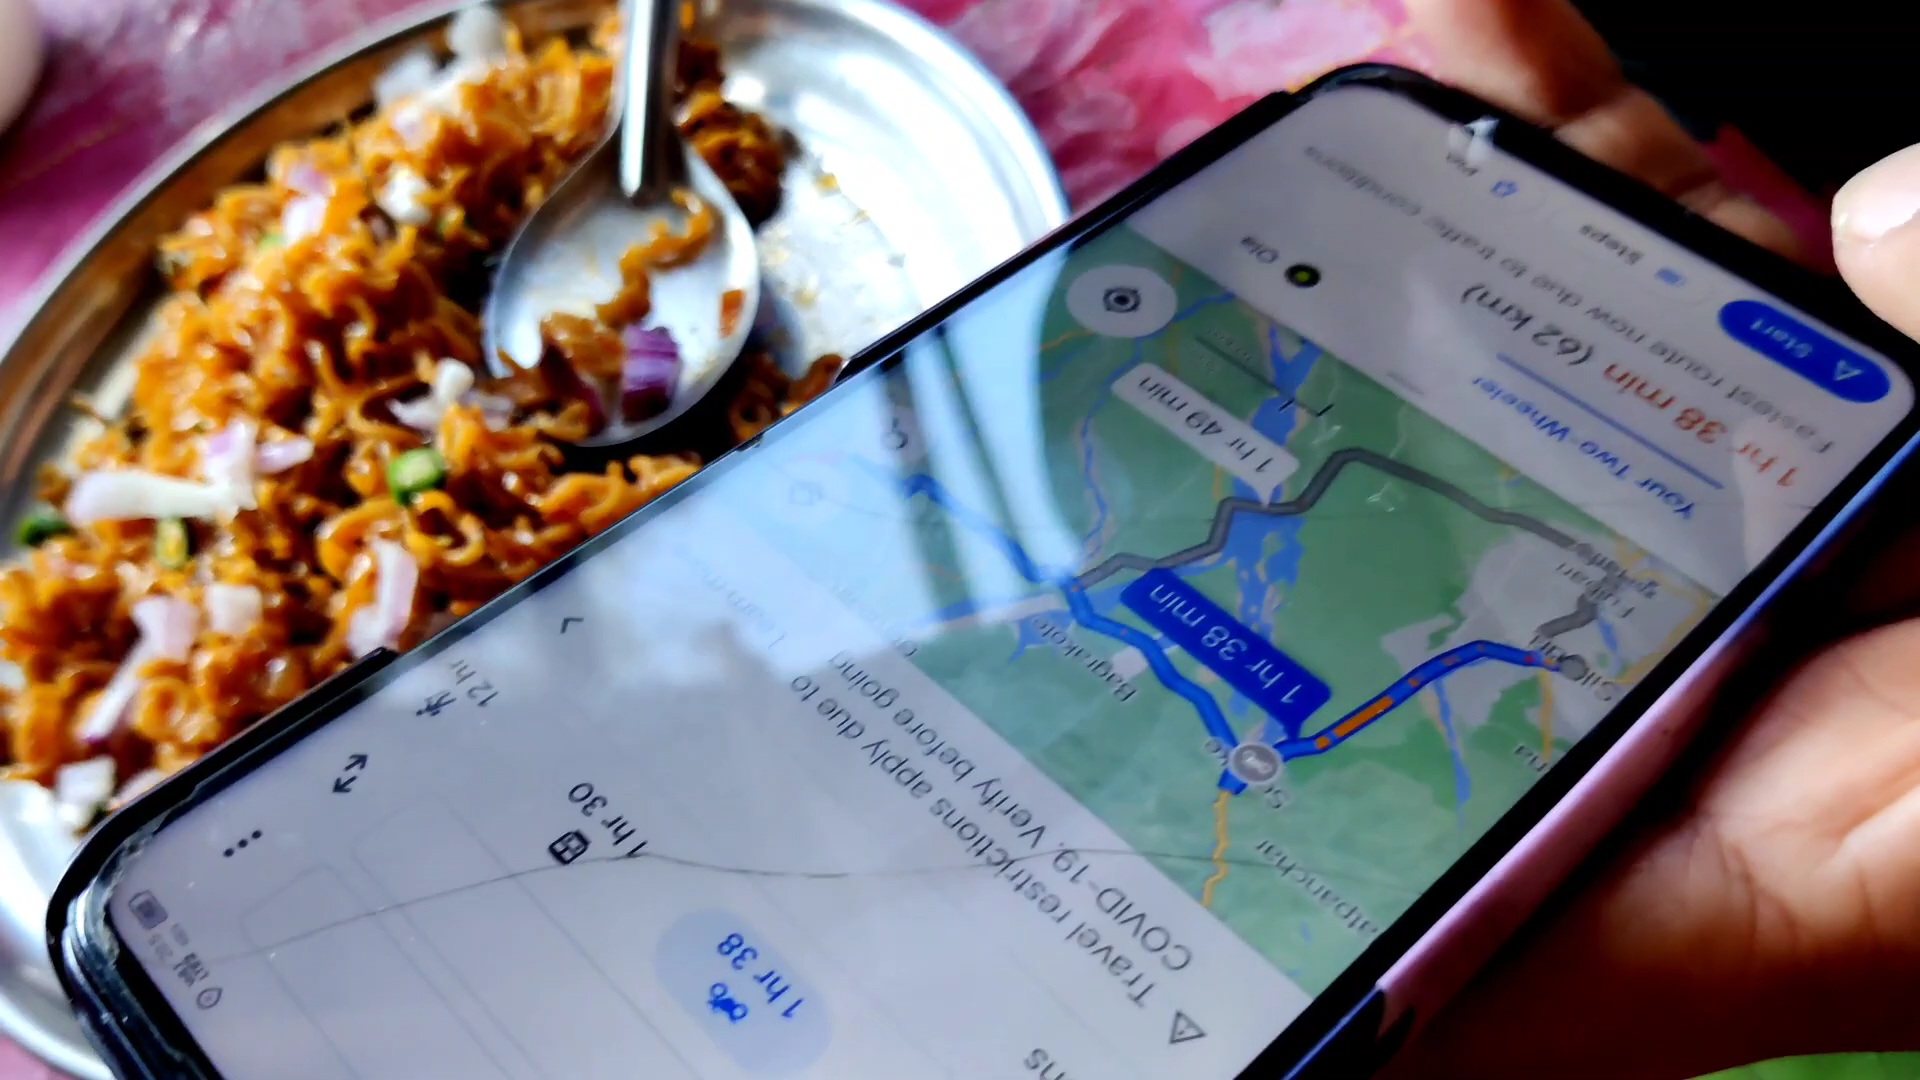 12 hr
1 hr 30
1 hr 38
Travel restrictions apply due to
COVID-19. Verify before going
Bagrakote
1 hr 38 min
1 hr 49 min
Your Two-Wheeler
Ola
1 hr 38 min (62 km)
Fastest route now due to traffic conditions
Start
Steps